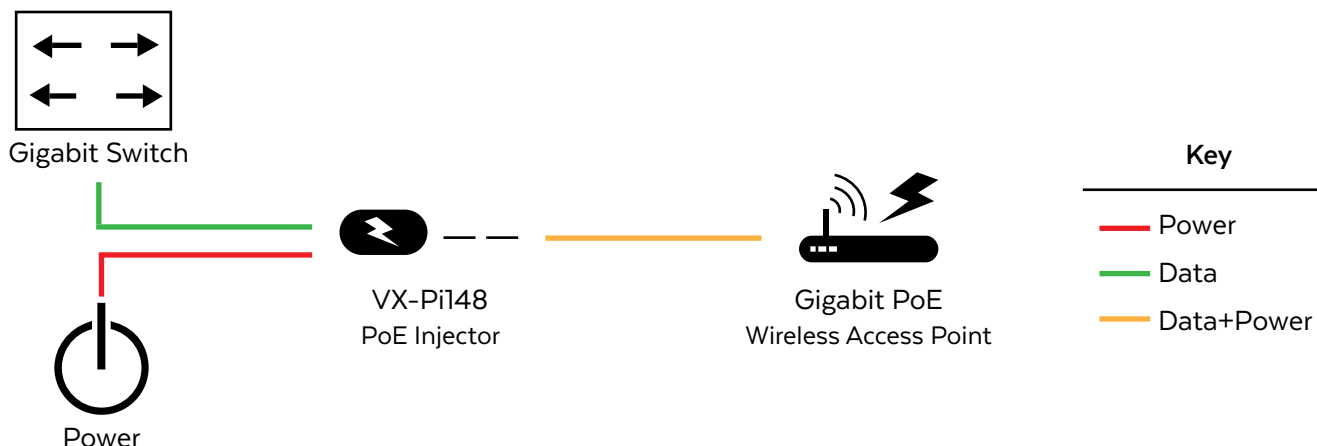 Gigabit Switch
Power
VX-Pi148
PoE Injector
Gigabit PoE
Wireless Access Point
Key
Power
Data
Data+Power